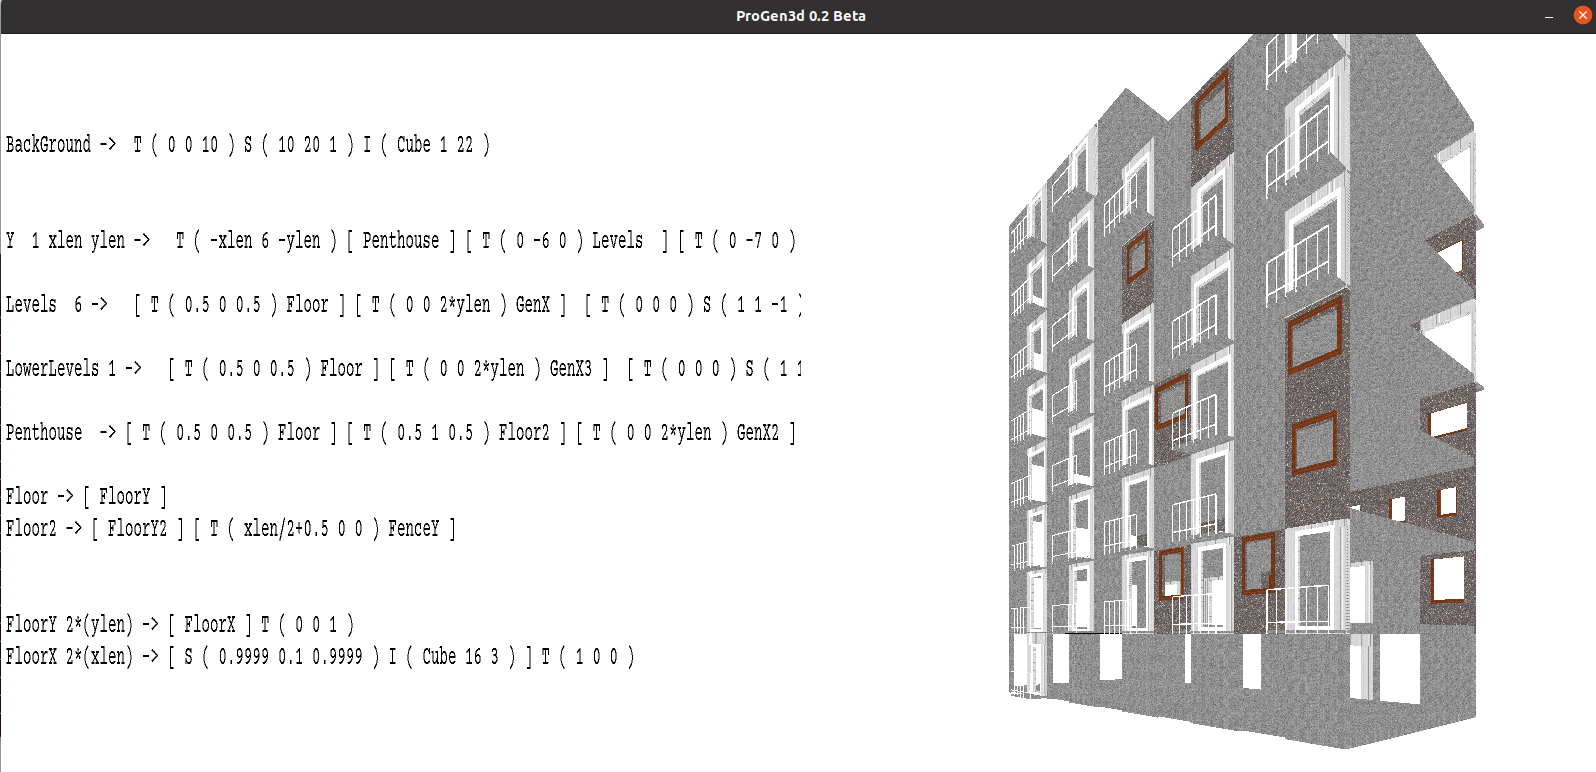 ProGen3d 0.2 Beta
BackGround -> T ( 0 0 10 ) S ( 10 20 1 ) I ( Cube 1 22 )
Y 1 xlen ylen -> T ( -xlen 6 -ylen ) [ Penthouse ] [ T ( 0 -6 0 ) Levels ] [ T ( 0 -7 0 )
Levels 6 -> [ T ( 0.5 0 0.5 ) Floor ] [ T ( 0 0 2*ylen ) GenX ] [ T ( 0 0 0 ) S ( 1 1 -1 )
LowerLevels 1 -> [ T ( 0.5 0 0.5 ) Floor ] [ T ( 0 0 2*ylen ) GenX3 ] [ T ( 0 0 0 ) S ( 1 1
Penthouse -> [ T ( 0.5 0 0.5 ) Floor ] [ T ( 0.5 1 0.5 ) Floor2 ] [ T ( 0 0 2*ylen ) GenX2 ]
Floor -> [ FloorY ]
Floor2 -> [ FloorY2 ] [ T ( xlen/2+0.5 0 0 ) FenceY ]
FloorY 2*(ylen) -> [ FloorX ] T ( 0 0 1 )
FloorX 2*(xlen) -> [ S ( 0.9999 0.1 0.9999 ) I ( Cube 16 3 ) ] T ( 1 0 0 )